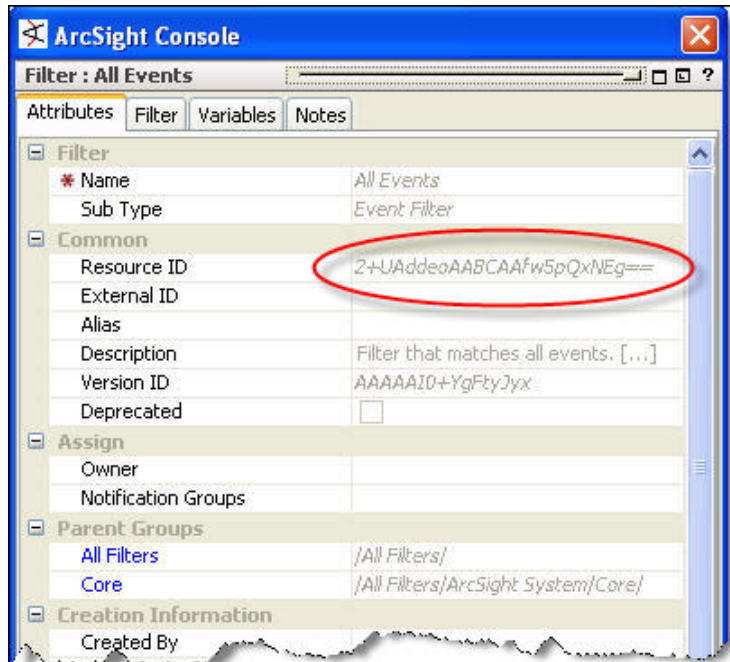 ArcSight Console
Filter : All Events ?
Attributes Filter Variables Notes
Filter
* Name All Events
Sub Type Event Filter
Common
Resource ID 2+UAddeoAABCAAfw5pQxNEg==
External ID
Alias
Description Filter that matches all events. [...]
Version ID AAAAAI0+YgFtyJyx
Deprecated
Assign
Owner
Notification Groups
Parent Groups
All Filters /All Filters/
Core /All Filters/ArcSight System/Core/
Creation Information
Created By